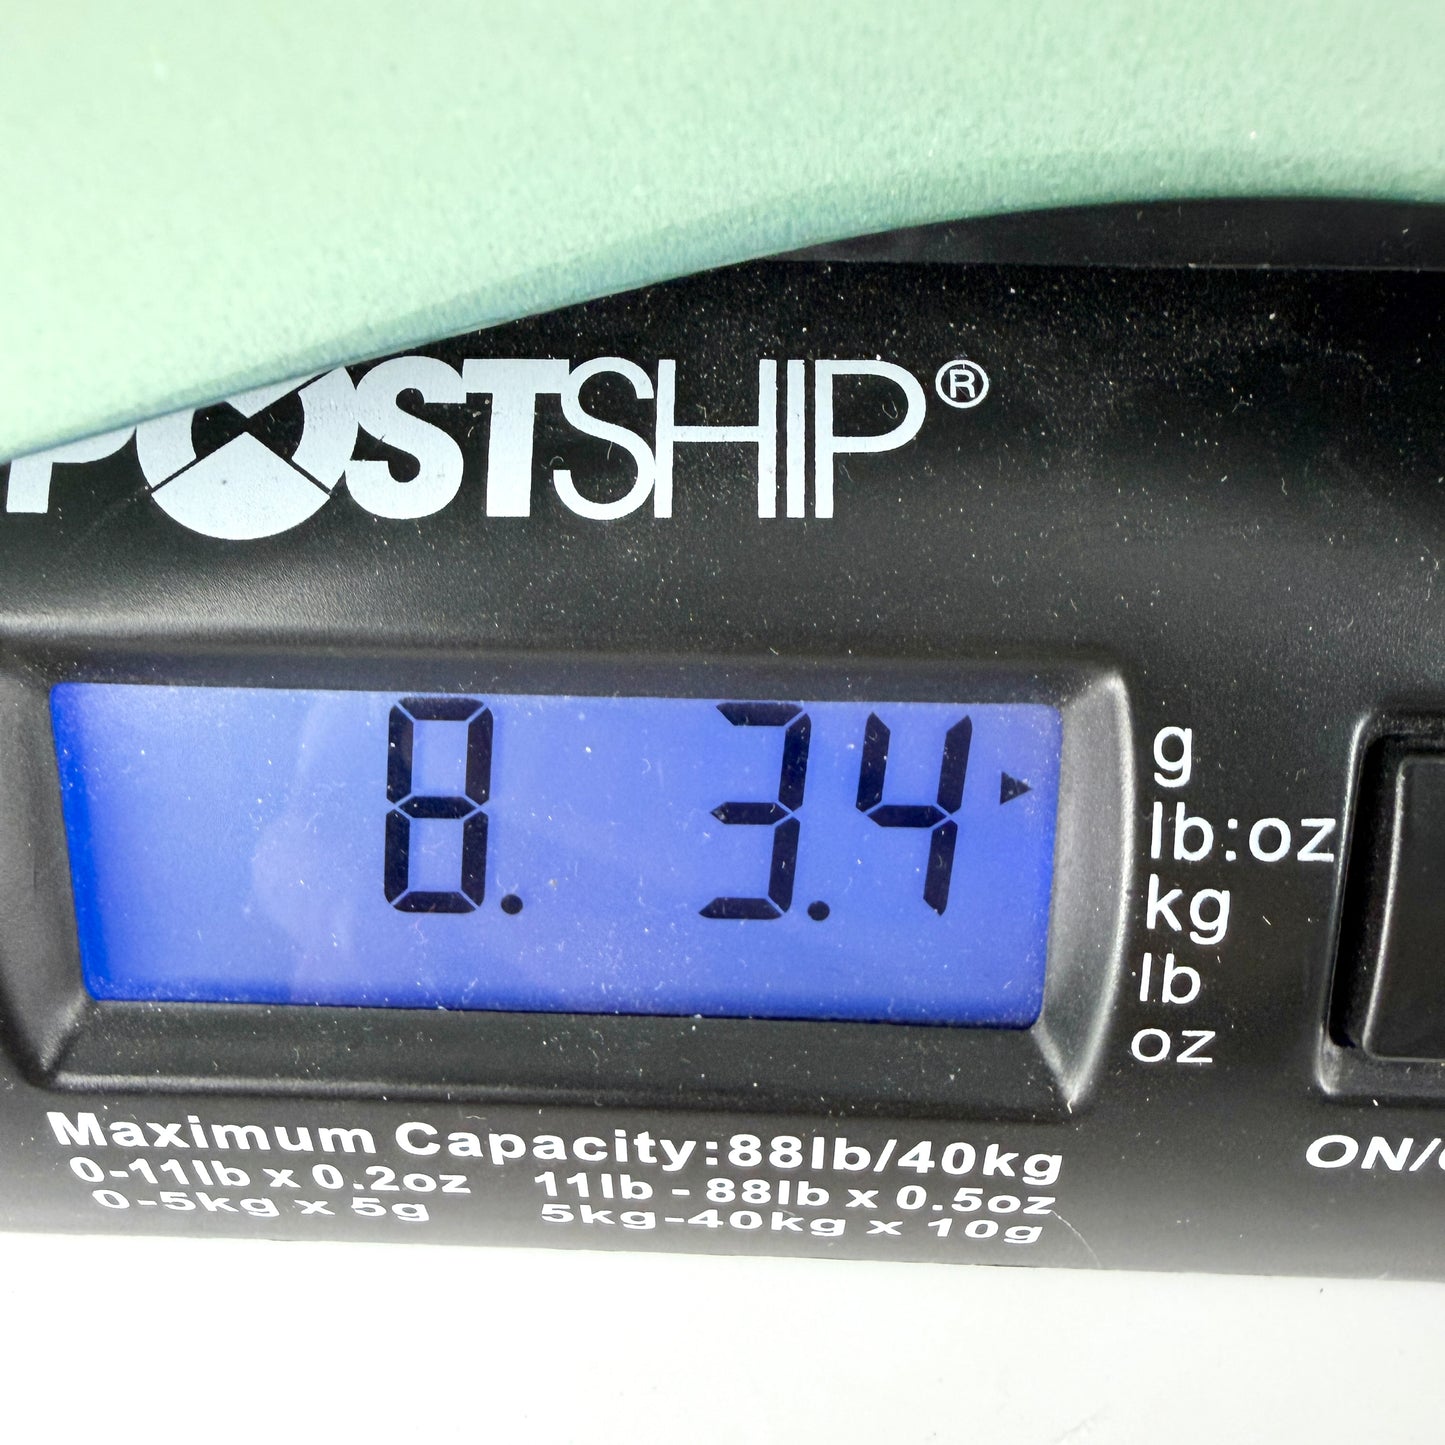 POSTSHIP®
8. 3.4
g
lb:oz
kg
lb
oz
Maximum Capacity:88lb/40kg
0-11lb x 0.2oz 11lb - 88lb x 0.5oz
0-5kg x 5g 5kg-40kg x 10g
ON/